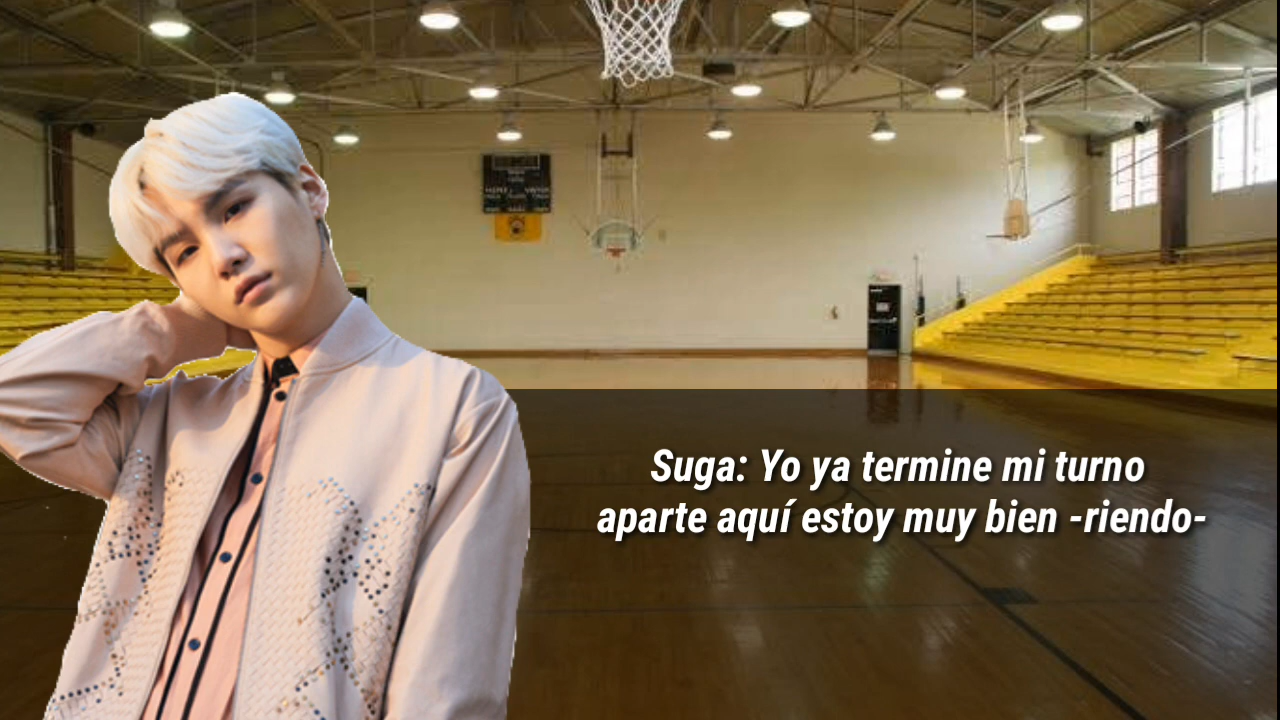 Suga: Yo ya termine mi turno
aparte aquí estoy muy bien -riendo-